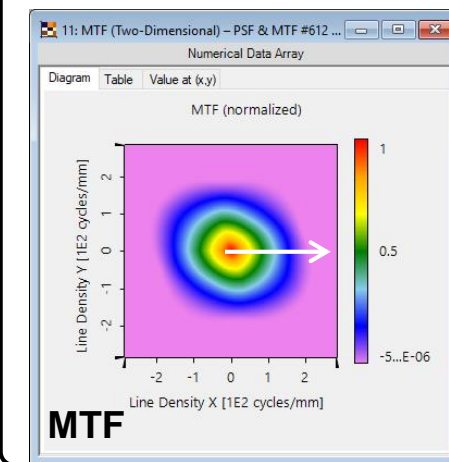 11: MTF (Two-Dimensional) – PSF & MTF #612 ...
Numerical Data Array
Diagram Table Value at (x,y)
MTF (normalized)
1
0.5
-5...E-06
Line Density Y [1E2 cycles/mm]
2
1
0
-1
-2
-2 -1 0 1 2
Line Density X [1E2 cycles/mm]
MTF